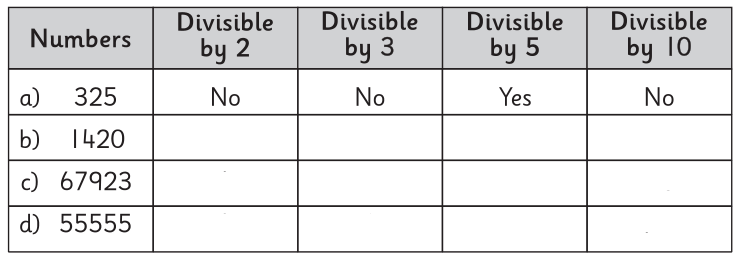 Numbers Divisible by 2 Divisible by 3 Divisible by 5 Divisible by 10
a) 325 No No Yes No
b) 1420
c) 67923
d) 55555